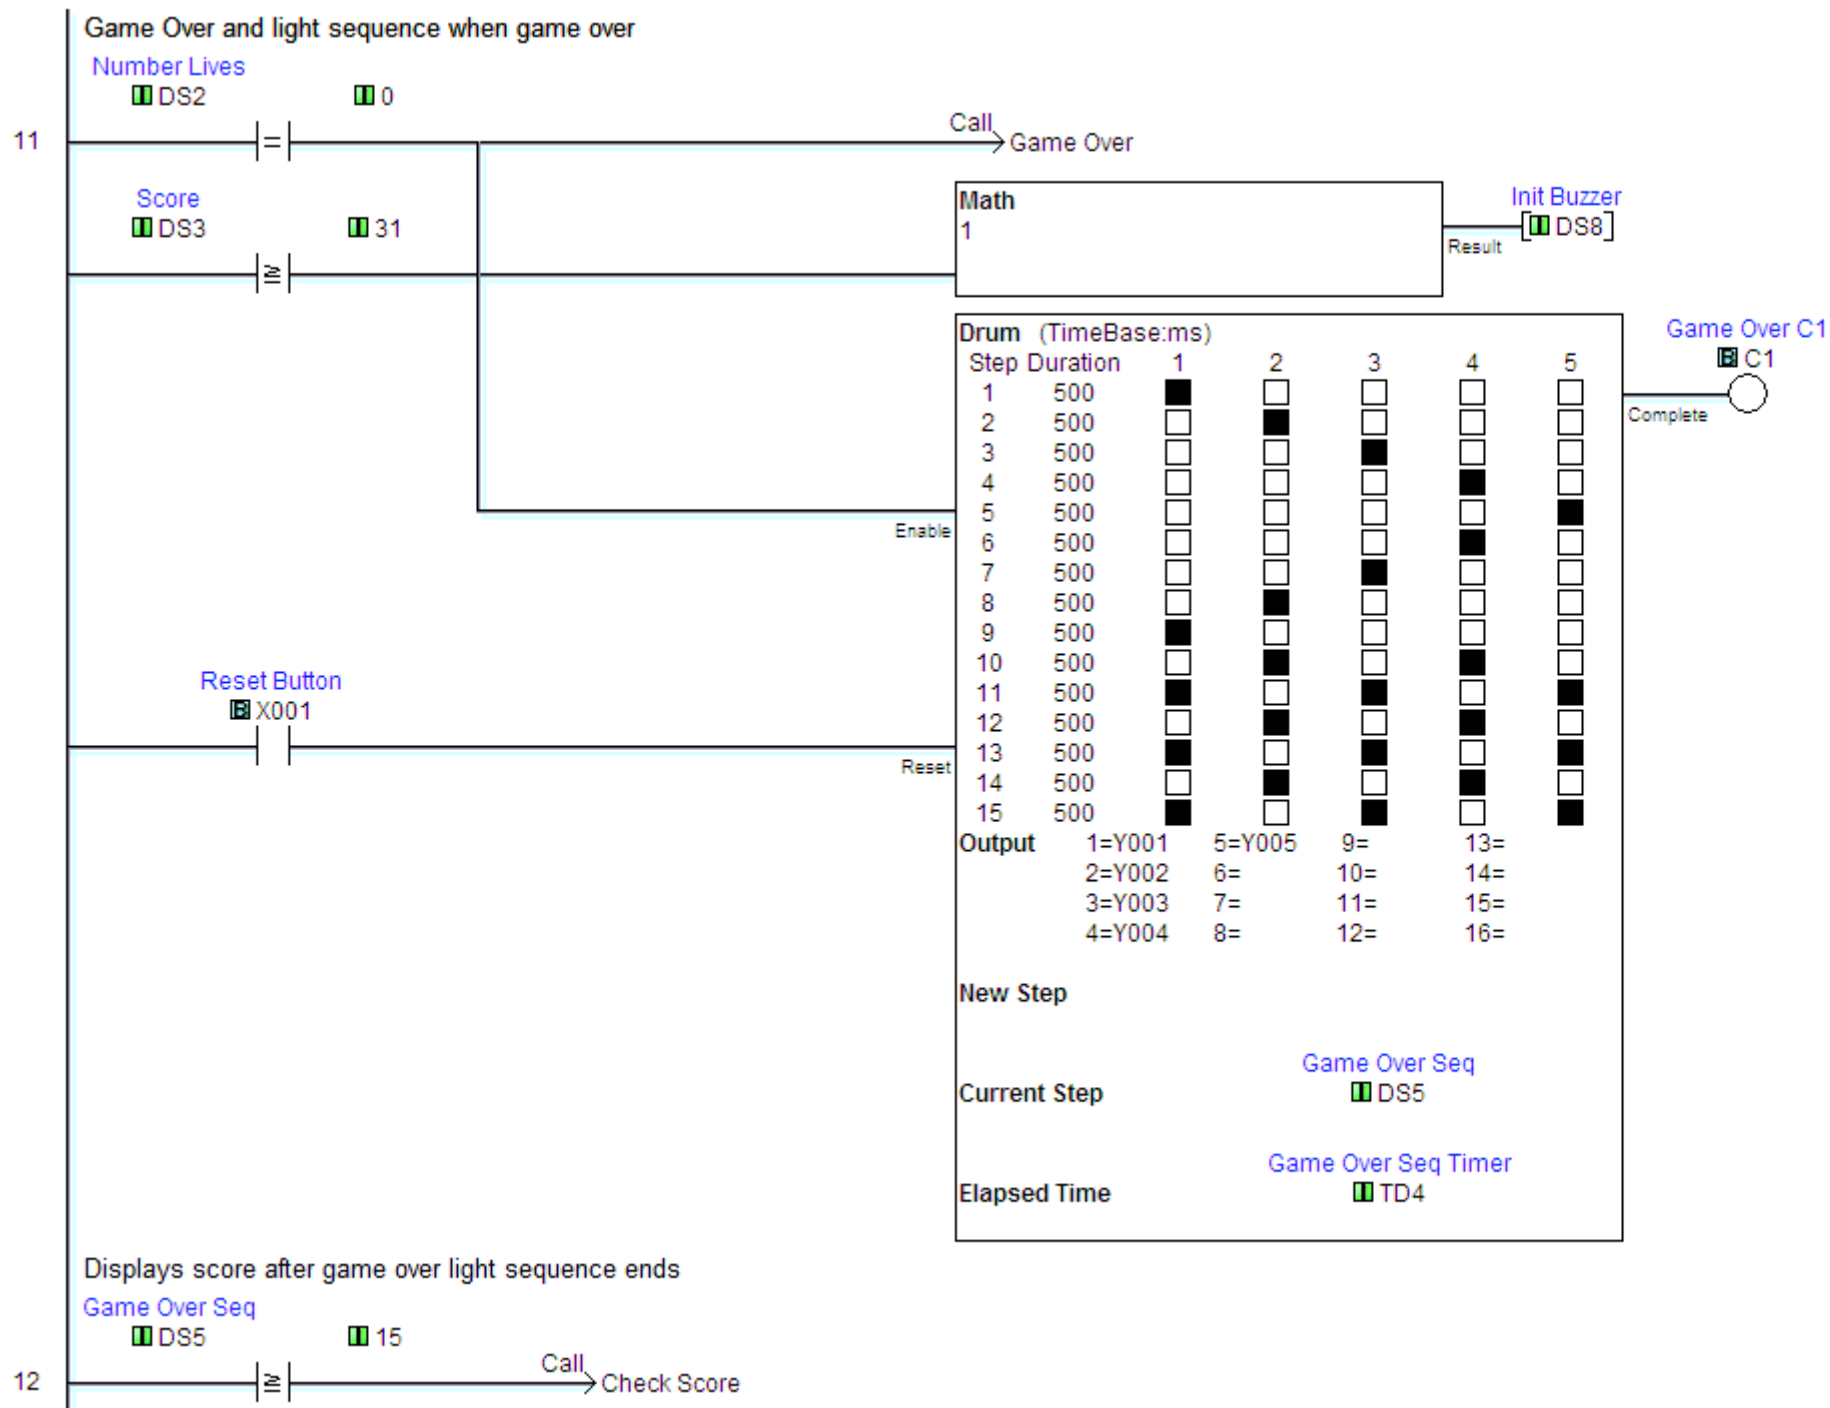 Game Over and light sequence when game over
Number Lives
DS2 0
11
=
Call
Game Over
Score
DS3 31
≧
Math
1
Result
Init Buzzer
DS8
Drum (TimeBase:ms)
Step Duration 1 2 3 4 5
1 500
2 500
3 500
4 500
5 500
6 500
7 500
8 500
9 500
10 500
11 500
12 500
13 500
14 500
15 500
Enable
Game Over C1
B C1
Complete
Reset Button
B X001
Reset
Output 1=Y001 5=Y005 9= 13=
2=Y002 6= 10= 14=
3=Y003 7= 11= 15=
4=Y004 8= 12= 16=
New Step
Game Over Seq
Current Step DS5
Game Over Seq Timer
Elapsed Time TD4
Displays score after game over light sequence ends
Game Over Seq
DS5 15
12
≧
Call
Check Score